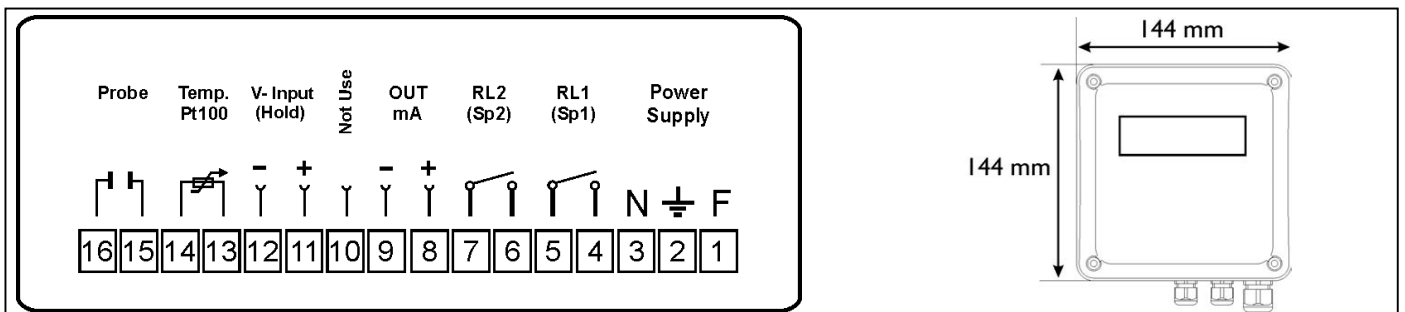 144 mm
Probe Temp. V- Input Not Use OUT RL2 RL1 Power
Pt100 (Hold) mA (Sp2) (Sp1) Supply
144 mm
- + - +
N F
16 15 14 13 12 11 10 9 8 7 6 5 4 3 2 1